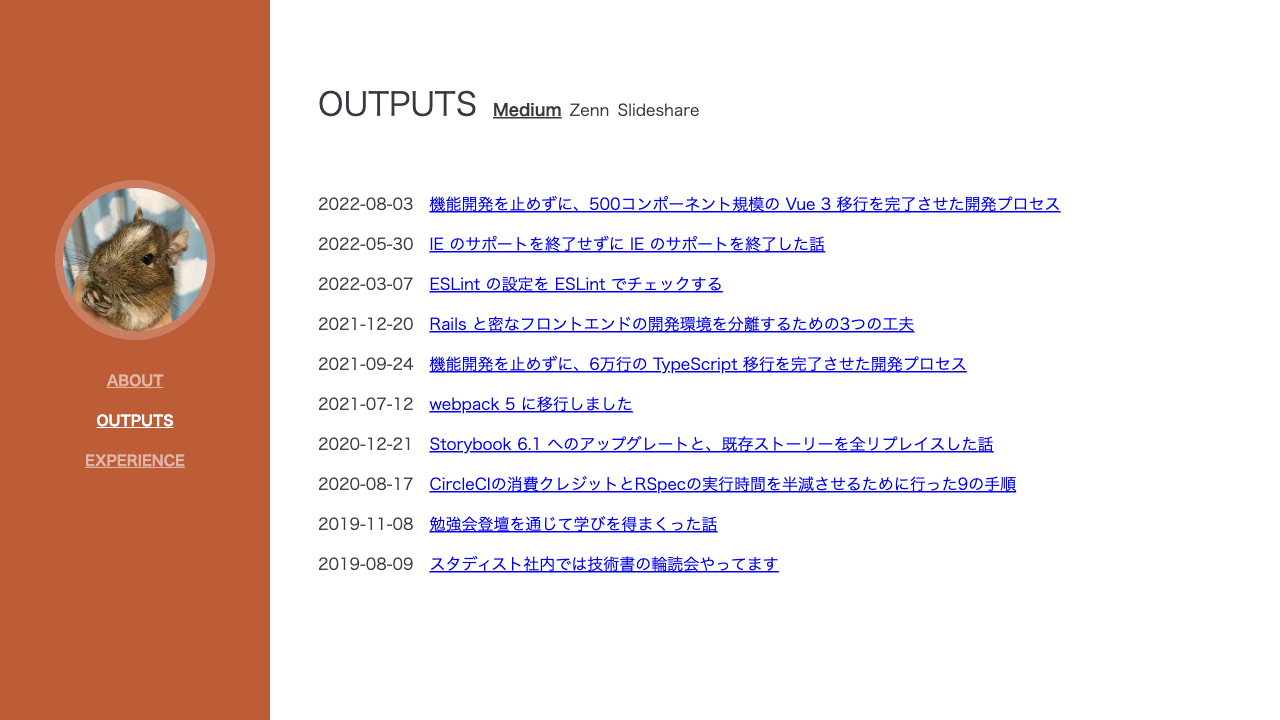 ABOUT
OUTPUTS
EXPERIENCE
OUTPUTS Medium Zenn Slideshare
2022-08-03 機能開発を止めずに、500コンポーネント規模の Vue 3 移行を完了させた開発プロセス
2022-05-30 IE のサポートを終了せずに IE のサポートを終了した話
2022-03-07 ESLint の設定を ESLint でチェックする
2021-12-20 Rails と密なフロントエンドの開発環境を分離するための3つの工夫
2021-09-24 機能開発を止めずに、6万行の TypeScript 移行を完了させた開発プロセス
2021-07-12 webpack 5 に移行しました
2020-12-21 Storybook 6.1 へのアップグレートと、既存ストーリーを全リプレイスした話
2020-08-17 CircleCIの消費クレジットとRSpecの実行時間を半減させるために行った9の手順
2019-11-08 勉強会登壇を通じて学びを得まくった話
2019-08-09 スタディスト社内では技術書の輪読会やってます